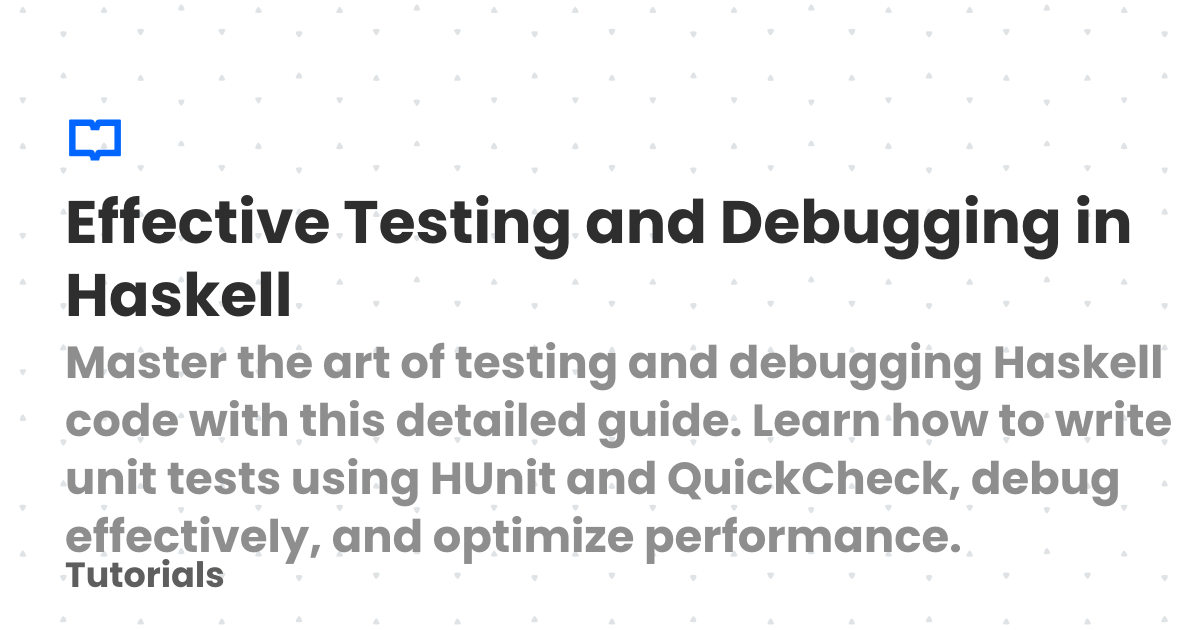 Effective Testing and Debugging in
Haskell
Master the art of testing and debugging Haskell
code with this detailed guide. Learn how to write
unit tests using HUnit and QuickCheck, debug
effectively, and optimize performance.
Tutorials